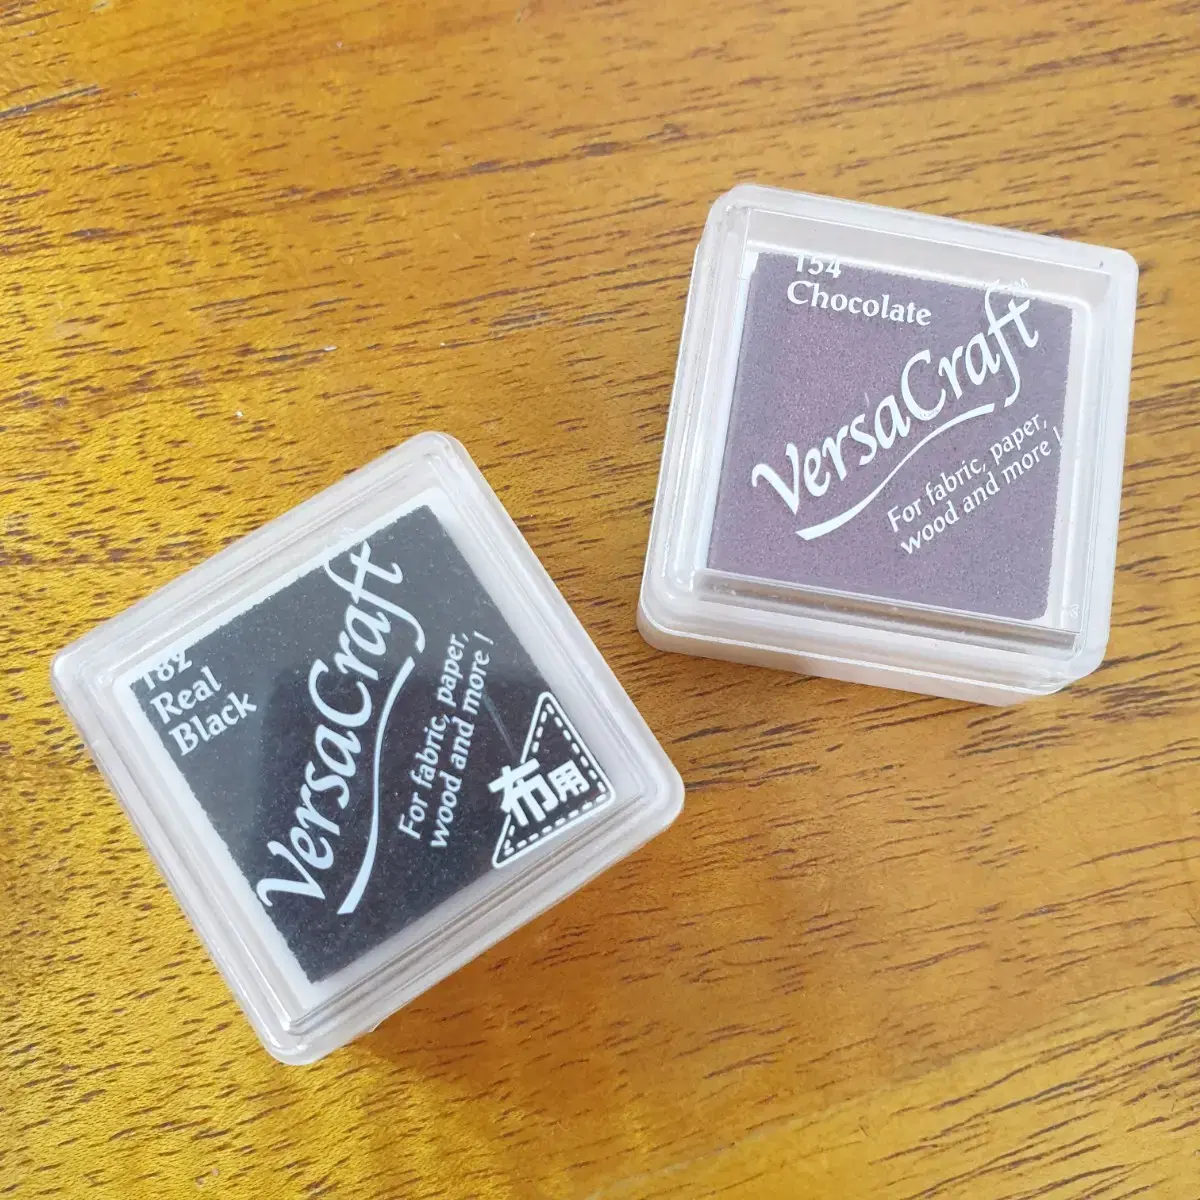 182
Real
Black
VersaCraft
For fabric, paper,
wood and more!
布用
154
Chocolate
VersaCraft™
For fabric, paper,
wood and more!